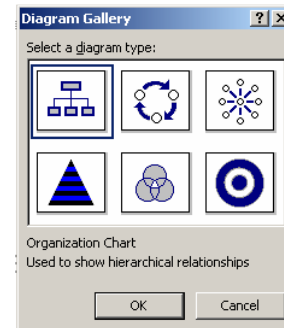 Diagram Gallery
Select a diagram type:
Organization Chart
Used to show hierarchical relationships
OK Cancel